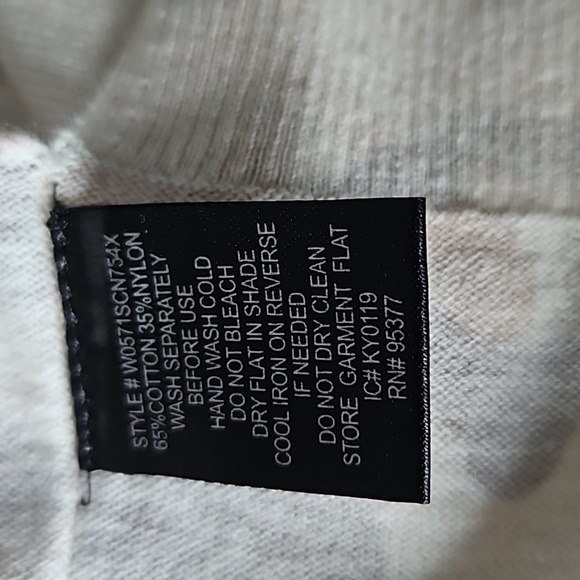 STYLE # W0571SCN754X
65%COTTON 35%NYLON
WASH SEPARATELY
BEFORE USE
HAND WASH COLD
DO NOT BLEACH
DRY FLAT IN SHADE
COOL IRON ON REVERSE
IF NEEDED
DO NOT DRY CLEAN
STORE GARMENT FLAT
IC# KY0119
RN# 95377